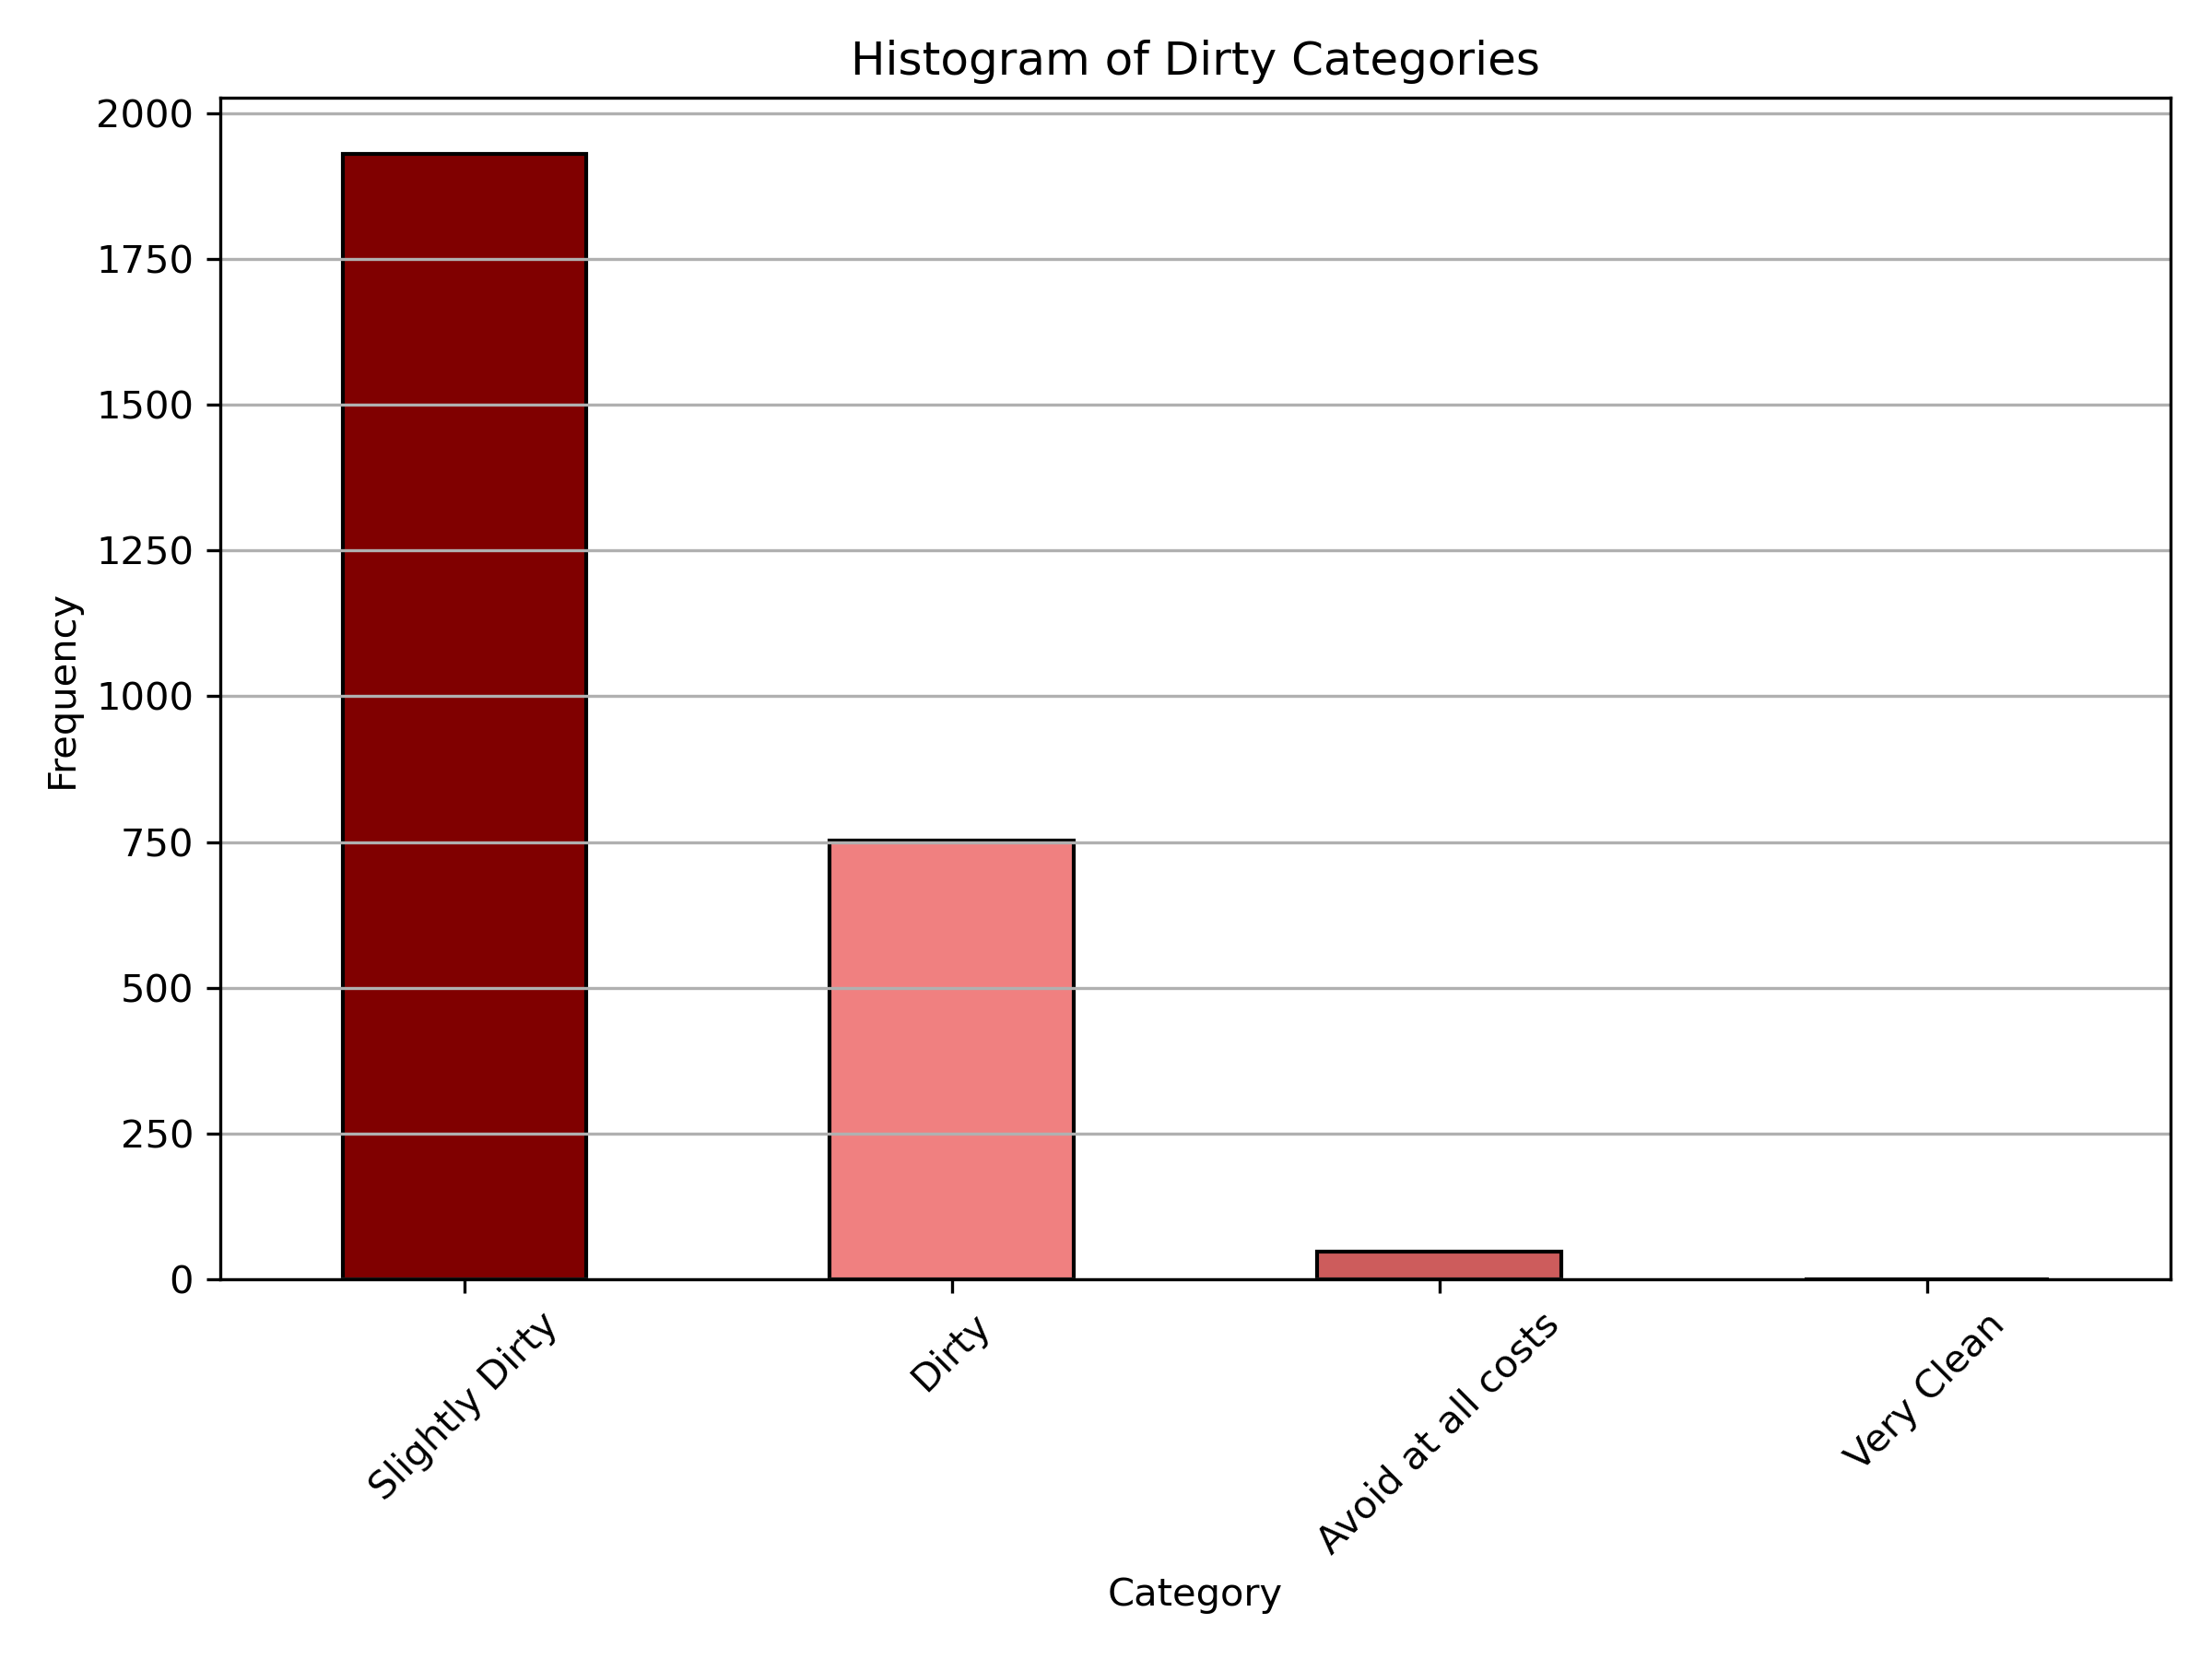 Histogram of Dirty Categories
2000
1750
1500
1250
1000
750
500
250
0
Frequency
Slightly Dirty
Dirty
Avoid at all costs
Very Clean
Category